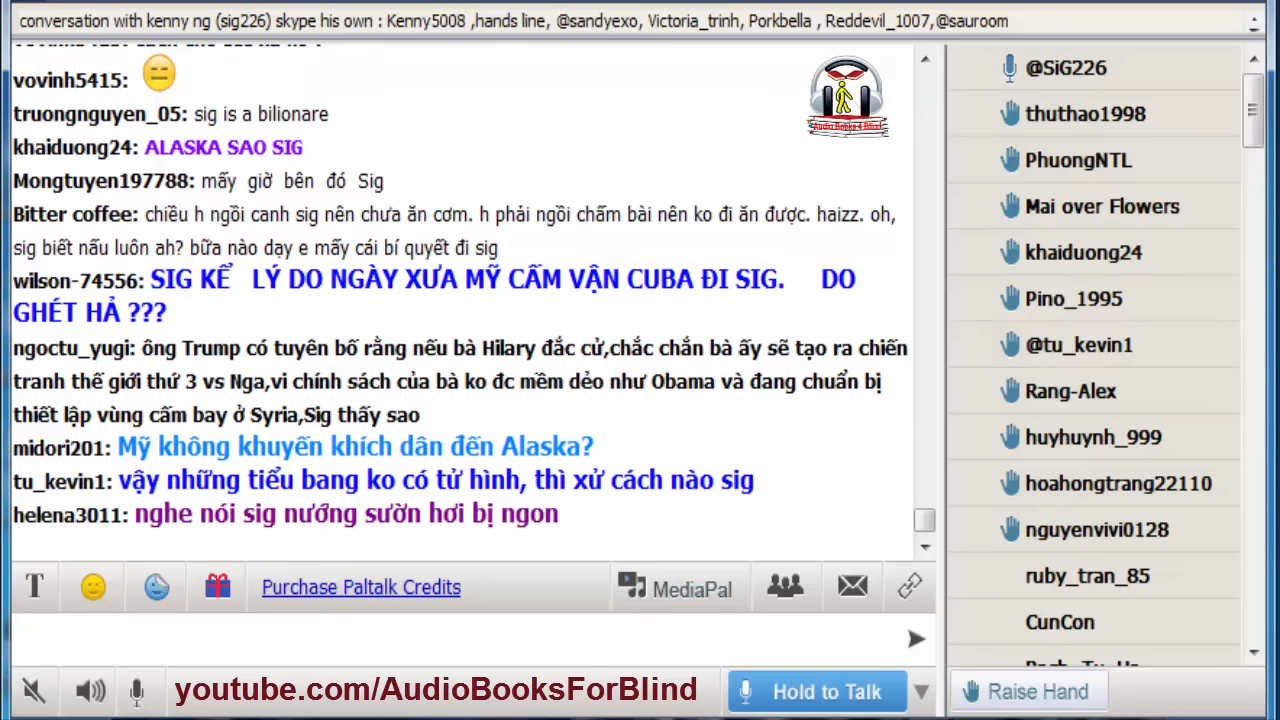 conversation with kenny ng (sig226) skype his own : Kenny5008 ,hands line, @sandyexo, Victoria_trinh, Porkbella , Reddevil_1007,@sauroom
vovinh5415:
truongnguyen_05: sig is a bilionare
khaiduong24: ALASKA SAO SIG
Mongtuyen197788: mấy giờ bên đó Sig
Bitter coffee: chiều h ngồi canh sig nên chưa ăn cơm. h phải ngồi chấm bài nên ko đi ăn được. haizz. oh,
sig biết nấu luôn ah? bữa nào dạy e mấy cái bí quyết đi sig
wilson-74556: SIG KỂ LÝ DO NGÀY XƯA MỸ CẤM VẬN CUBA ĐI SIG. DO
GHÉT HẢ ???
ngoctu_yugi: ông Trump có tuyên bố rằng nếu bà Hilary đắc cử,chắc chắn bà ấy sẽ tạo ra chiến
tranh thế giới thứ 3 vs Nga,vi chính sách của bà ko đc mềm dẻo như Obama và đang chuẩn bị
thiết lập vùng cấm bay ở Syria,Sig thấy sao
midori201: Mỹ không khuyến khích dân đến Alaska?
tu_kevin1: vậy những tiểu bang ko có tử hình, thì xử cách nào sig
helena3011: nghe nói sig nướng sườn hơi bị ngon
Audio Books 4 Blind
@SiG226
thuthao1998
PhuongNTL
Mai over Flowers
khaiduong24
Pino_1995
@tu_kevin1
Rang-Alex
huyhuynh_999
hoahongtrang22110
nguyenvivi0128
ruby_tran_85
CunCon
T
Purchase Paltalk Credits
MediaPal
youtube.com/AudioBooksForBlind
Hold to Talk
Raise Hand